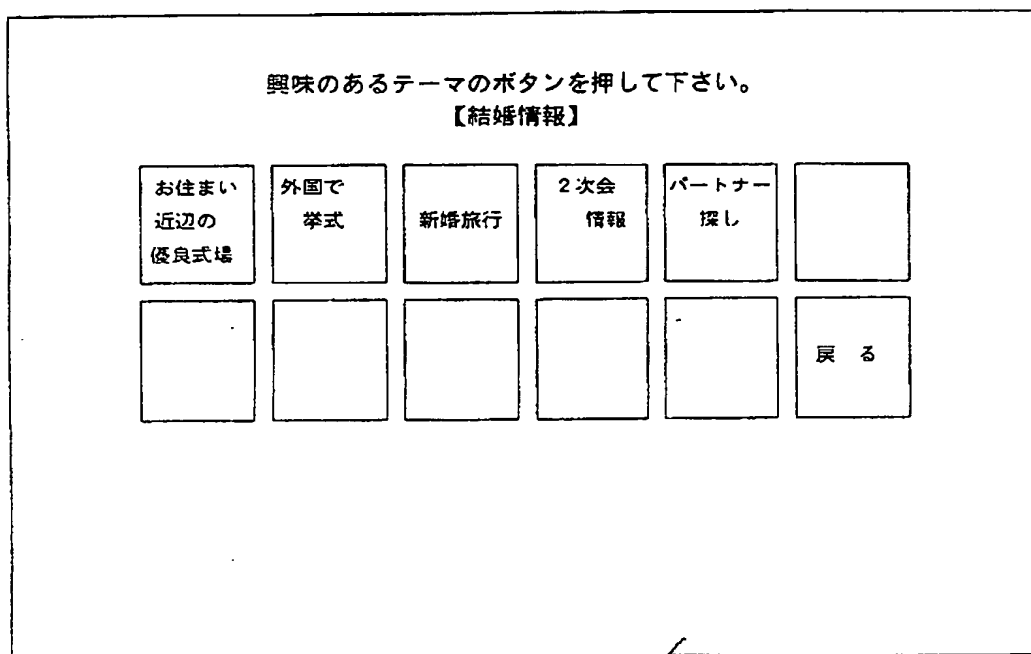 興味のあるテーマのボタンを押して下さい。
【結婚情報】
お住まい
近辺の
優良式場
外国で
挙式
新婚旅行
2次会
情報
パートナー
探し
戻 る